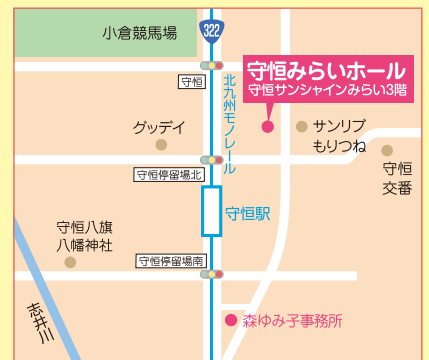 小倉競馬場
322
守恒みらいホール
守恒サンシャインみらい3階
守恒
北九州モノレール
グッデイ
サンリブ
もりつね
守恒
交番
守恒停留場北
守恒駅
守恒八旗
八幡神社
守恒停留場南
志井川
森ゆみ子事務所